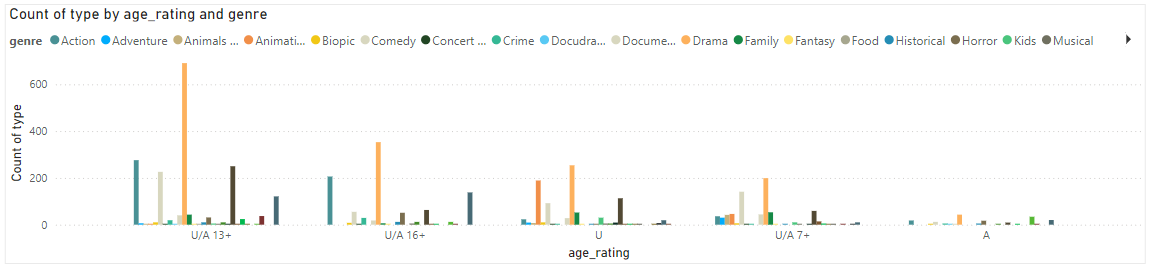 Count of type by age_rating and genre
genre Action Adventure Animals ... Animati... Biopic Comedy Concert ... Crime Docudra... Docume... Drama Family Fantasy Food Historical Horror Kids Musical
600
400
200
0
Count of type
U/A 13+ U/A 16+ U U/A 7+ A
age_rating